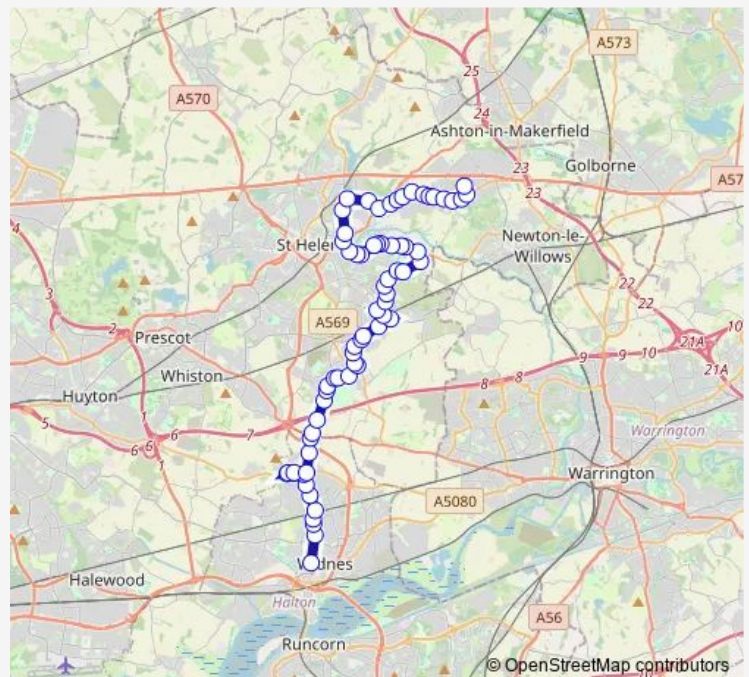 A573
25
A570
24
Ashton-in-Makerfield
23
Golborne
23
A57
4
St Hele
Newton-le-
Willows
22
3
22
A569
2
Prescot
21A
10
9
9
10
Whiston
8
8
21A
Huyton
1
5
7
Warrington
6
6
6
1
Warrington
A5080
W
dnes
Halewood
Halton
A56
Runcorn
© OpenStreetMap contributors